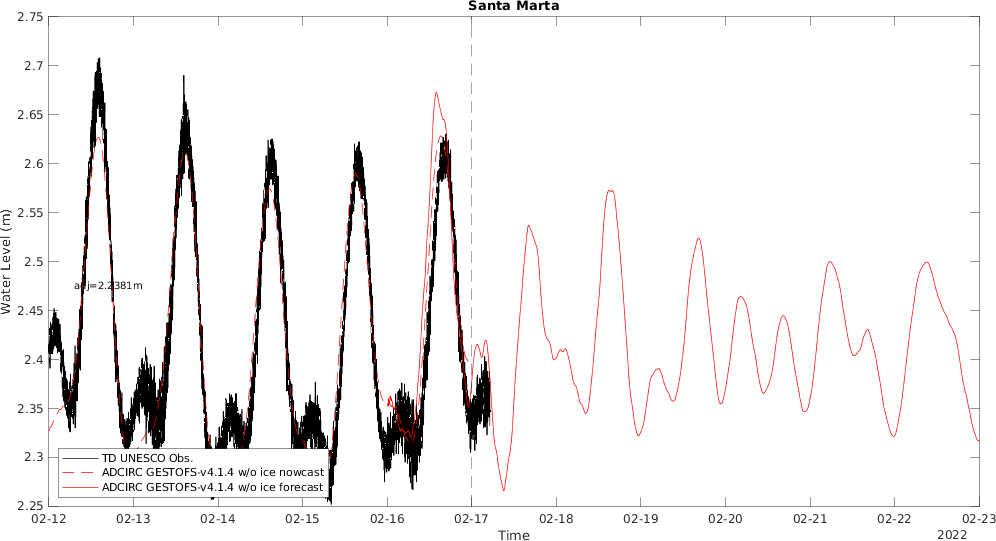 Santa Marta
2.75
2.7
2.65
2.6
2.55
2.5
2.45
2.4
2.35
2.3
2.25
Water Level (m)
adj=2.2381m
TD UNESCO Obs.
ADCIRC GESTOFS-v4.1.4 w/o ice nowcast
ADCIRC GESTOFS-v4.1.4 w/o ice forecast
02-12 02-13 02-14 02-15 02-16 02-17 02-18 02-19 02-20 02-21 02-22 02-23
Time
2022